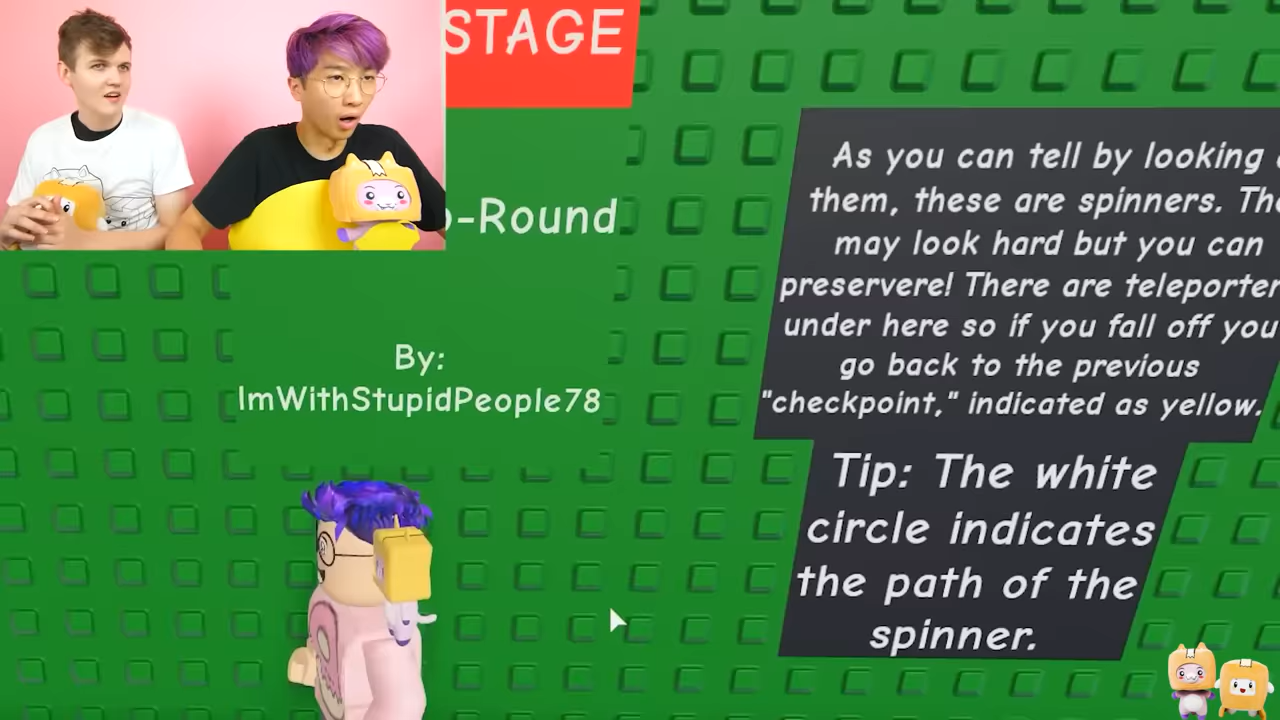 STAGE
-Round
By:
ImWithStupidPeople78
As you can tell by looking
them, these are spinners.
may look hard but you can
preservere! There are teleporter
under here so if you fall off you
go back to the previous
"checkpoint," indicated as yellow.
Tip: The white
circle indicates
the path of the
spinner.